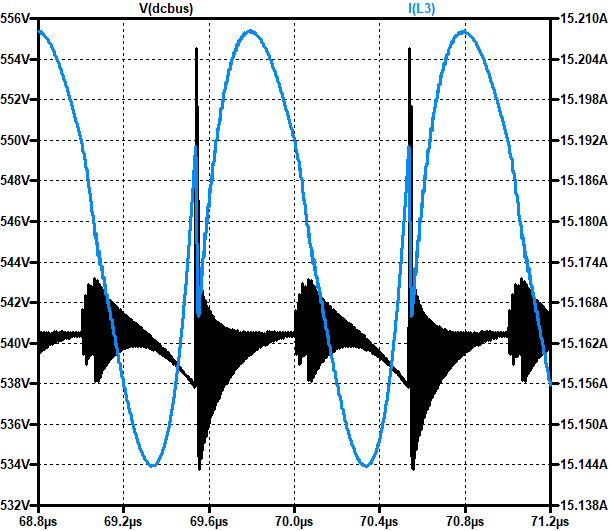 V(dcbus) I(L3)
556V 15.210A
554V 15.204A
552V 15.198A
550V 15.192A
548V 15.186A
546V 15.180A
544V 15.174A
542V 15.168A
540V 15.162A
538V 15.156A
536V 15.150A
534V 15.144A
532V 15.138A
68.8µs 69.2µs 69.6µs 70.0µs 70.4µs 70.8µs 71.2µs